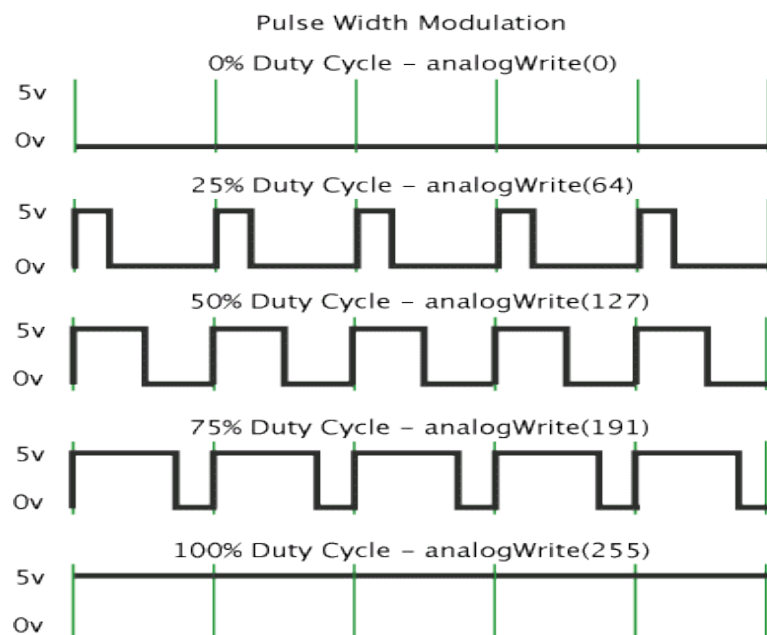 Pulse Width Modulation
0% Duty Cycle – analogWrite(0)
5v
0v
25% Duty Cycle – analogWrite(64)
5v
0v
50% Duty Cycle – analogWrite(127)
5v
0v
75% Duty Cycle – analogWrite(191)
5v
0v
100% Duty Cycle – analogWrite(255)
5v
0v